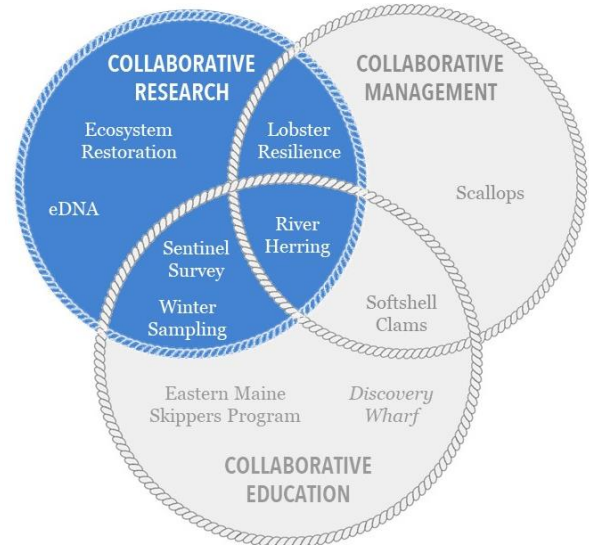 COLLABORATIVE
RESEARCH
COLLABORATIVE
MANAGEMENT
Ecosystem
Restoration
Lobster
Resilience
eDNA
Scallops
Sentinel
Survey
River
Herring
Winter
Sampling
Softshell
Clams
Eastern Maine
Skippers Program
Discovery
Wharf
COLLABORATIVE
EDUCATION